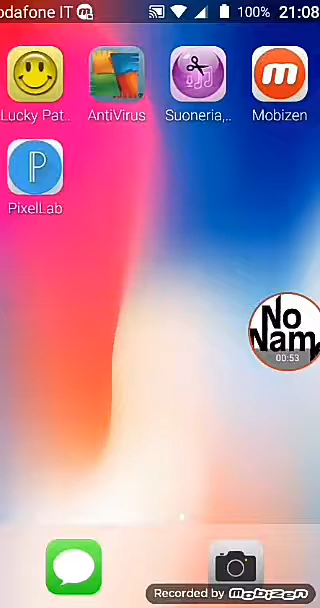 odafone IT 100% 21:08
Lucky Pat.. AntiVirus Suoneria,.. Mobizen
PixelLab
No
Nam
00:53
Recorded by Mobizen